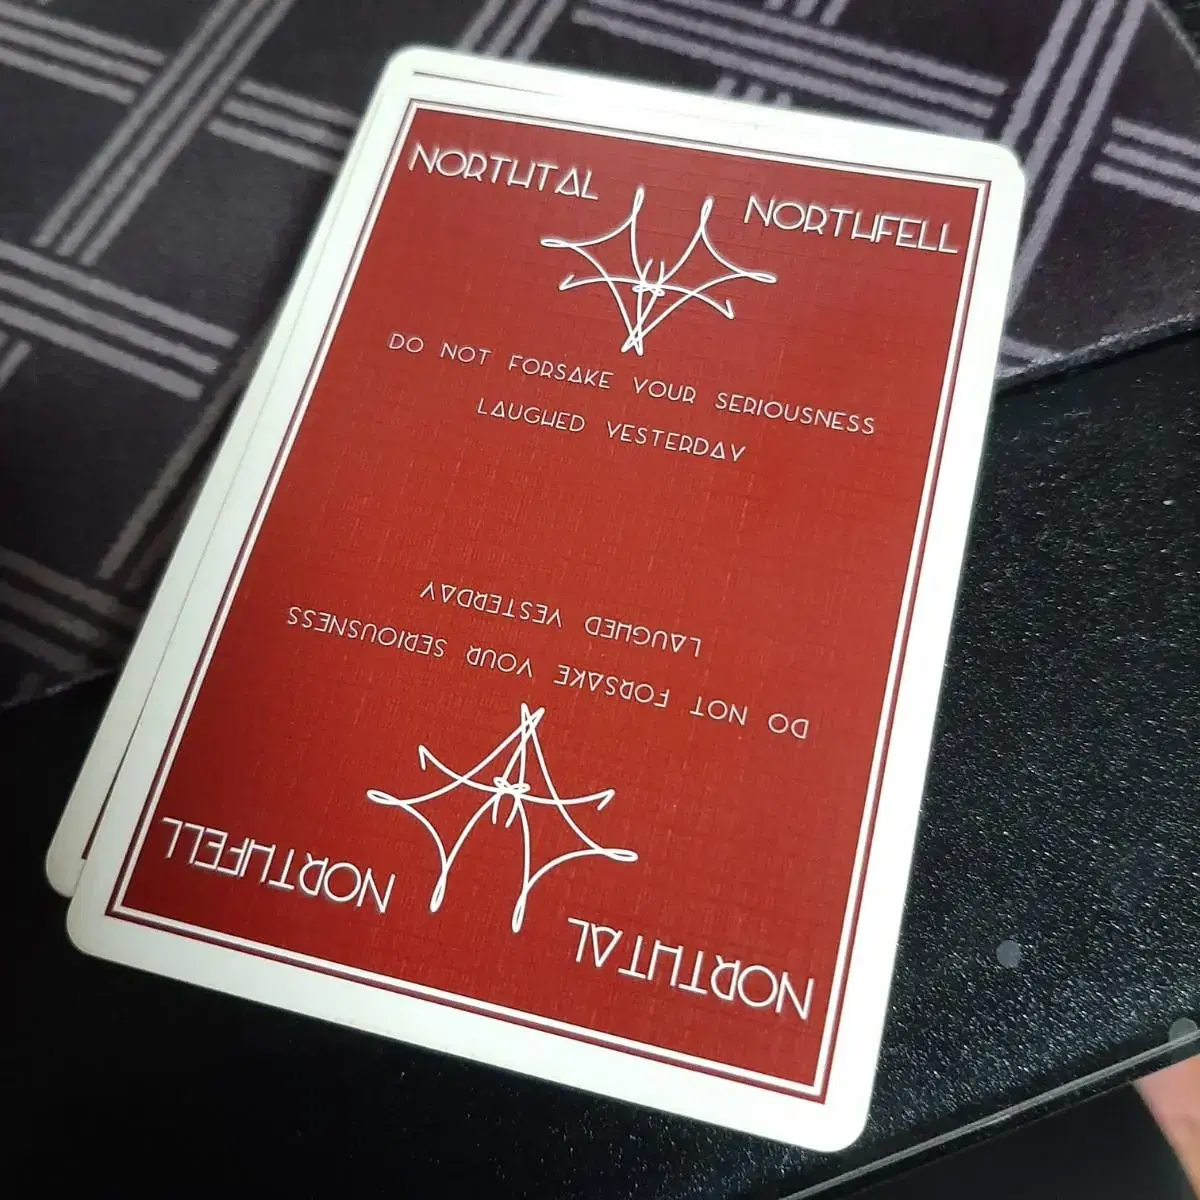 NORTHTAL
NORTHFELL
DO NOT FORSAKE YOUR SERIOUSNESS
LAUGHED YESTERDAY
LAUGHED YESTERDAY
DO NOT FORSAKE YOUR SERIOUSNESS
NORTHFELL
NORTHTAL